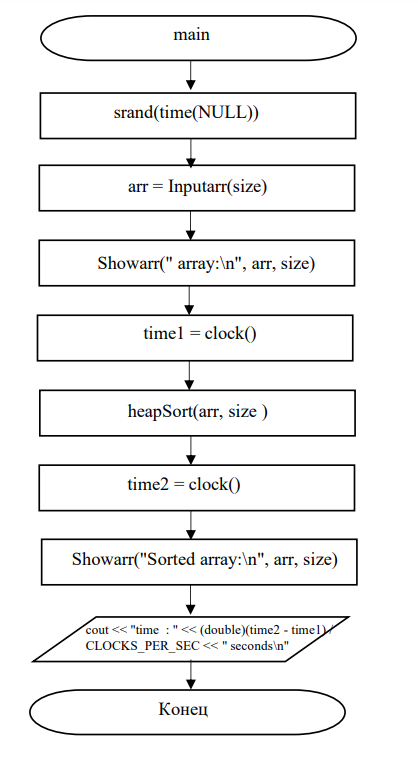 main
srand(time(NULL))
arr = Inputarr(size)
Showarr(" array:\n", arr, size)
time1 = clock()
heapSort(arr, size )
time2 = clock()
Showarr("Sorted array:\n", arr, size)
cout << "time  : " << (double)(time2 - time1) /
CLOCKS_PER_SEC << " seconds\n"
Конец